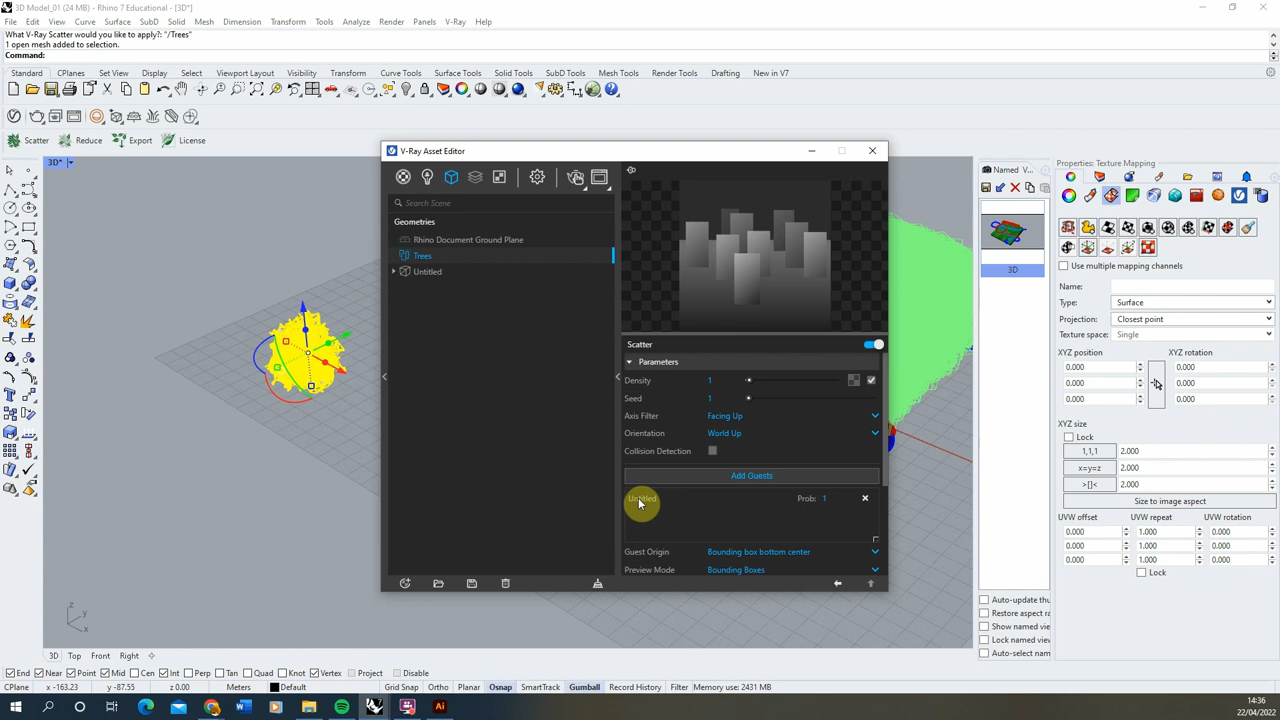 3D Model_01 (24 MB) - Rhino 7 Educational - [3D*]
File Edit View Curve Surface SubD Solid Mesh Dimension Transform Tools Analyze Render Panels V-Ray Help
What V-Ray Scatter would you like to apply?: "/Trees"
1 open mesh added to selection.
Command:
Standard CPlanes Set View Display Select Viewport Layout Visibility Transform Curve Tools Surface Tools Solid Tools SubD Tools Mesh Tools Render Tools Drafting New in V7
Scatter Reduce Export License
3D*
V-Ray Asset Editor
Search Scene
Geometries
Rhino Document Ground Plane
Trees
Untitled
Scatter
Parameters
Density 1
Seed 1
Axis Filter Facing Up
Orientation World Up
Collision Detection
Add Guests
Untitled Prob: 1
Guest Origin Bounding box bottom center
Preview Mode Bounding Boxes
Named V...
3D
Auto-update thu
Restore aspect ra
Show named view
Lock named view
Auto-select nam
Properties: Texture Mapping
Use multiple mapping channels
Name:
Type: Surface
Projection: Closest point
Texture space: Single
XYZ position XYZ rotation
0.000 0.000
0.000 0.000
0.000 0.000
XYZ size
Lock
1,1,1 2.000
x=y=z 2.000
>[]< 2.000
Size to image aspect
UVW offset UVW repeat UVW rotation
0.000 1.000 0.000
0.000 1.000 0.000
0.000 1.000 0.000
Lock
z
y
x
3D Top Front Right
End Near Point Mid Cen Int Perp Tan Quad Knot Vertex Project Disable
CPlane x -163.23 y -87.55 z 0.00 Meters Default Grid Snap Ortho Planar Osnap SmartTrack Gumball Record History Filter Memory use: 2431 MB
14:36
22/04/2022